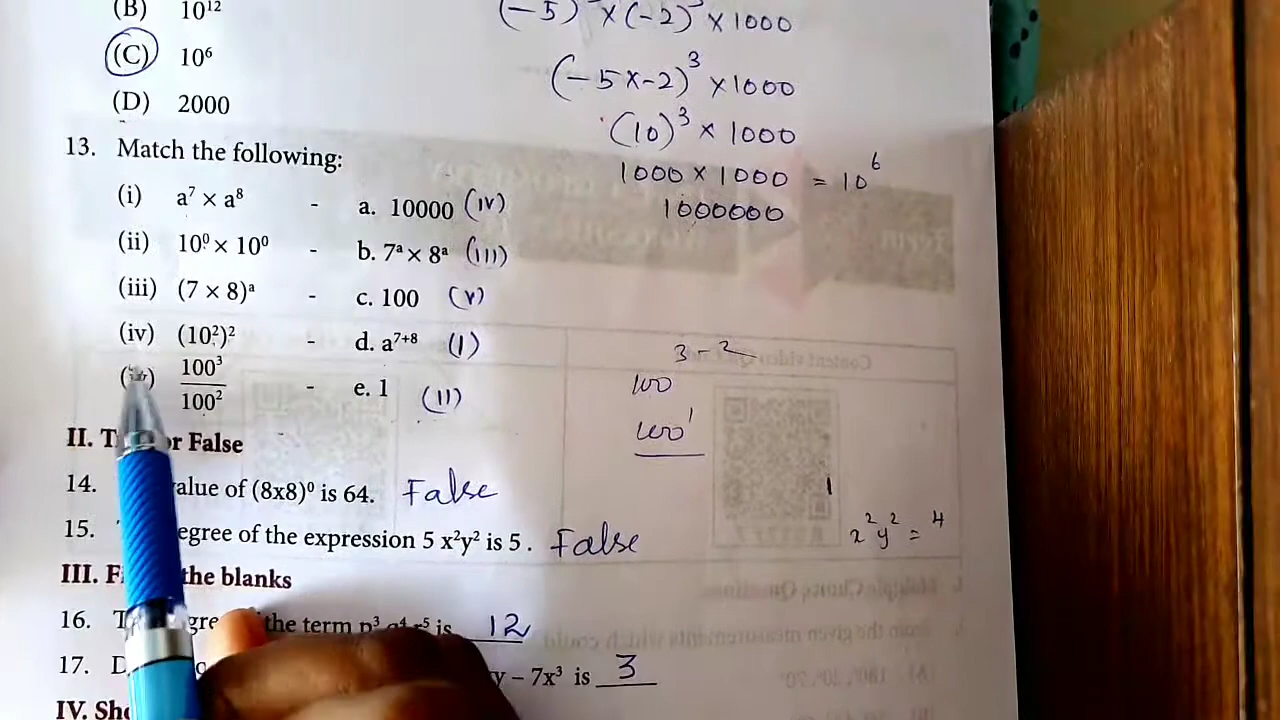 (B) 10¹² (-5) × (-2) × 1000
(C) 10⁶ (-5×-2)³ × 1000
(D) 2000 (10)³ × 1000
13. Match the following: 1000 × 1000 = 10⁶
(i) a⁷ × a⁸ - a. 10000 (IV) 1000000
(ii) 10⁰ × 10⁰ - b. 7ᵃ × 8ᵃ (III)
(iii) (7 × 8)ᵃ - c. 100 (V)
(iv) (10²)² - d. a⁷⁺⁸ (I) 3-2
100³/100² - e. 1 (II) 100
100¹
II. or False
14. value of (8x8)⁰ is 64. False
15. egree of the expression 5 x²y² is 5 . False x²y² = 4
III. the blanks
16. the term p³ q⁴ r⁵ is 12
17. – 7x³ is 3
IV.